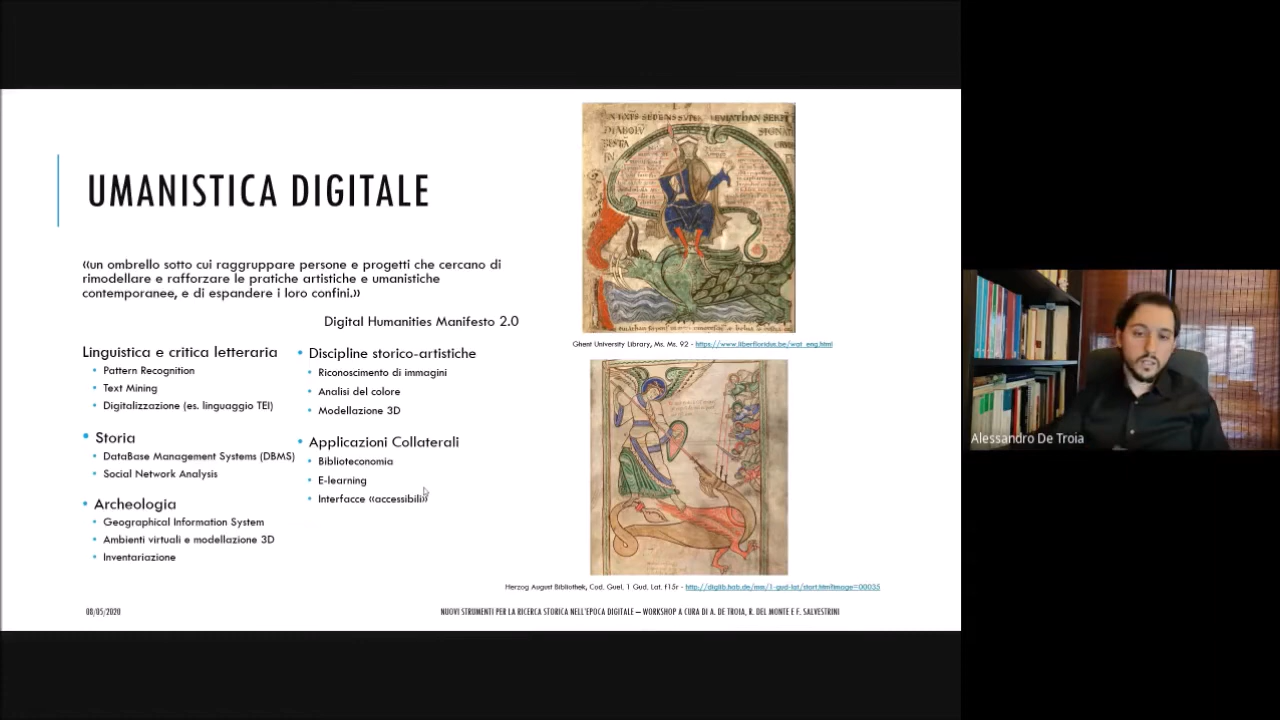 UMANISTICA DIGITALE
«un ombrello sotto cui raggruppare persone e progetti che cercano di
rimodellare e rafforzare le pratiche artistiche e umanistiche
contemporanee, e di espandere i loro confini.»
Digital Humanities Manifesto 2.0
Linguistica e critica letteraria
• Pattern Recognition
• Text Mining
• Digitalizzazione (es. linguaggio TEI)
• Storia
• DataBase Management Systems (DBMS)
• Social Network Analysis
• Archeologia
• Geographical Information System
• Ambienti virtuali e modellazione 3D
• Inventariazione
• Discipline storico-artistiche
• Riconoscimento di immagini
• Analisi del colore
• Modellazione 3D
• Applicazioni Collaterali
• Biblioteconomia
• E-learning
• Interfacce «accessibili»
DIABOLV
BESTIA
Ghent University Library, Ms. Ms. 92 - https://www.liberfloridus.be/wat_eng.html
Herzog August Bibliothek, Cod. Guel. 1 Gud. Lat. f15r - http://diglib.hab.de/mss/1-gud-lat/start.htm?image=00035
08/05/2020
NUOVI STRUMENTI PER LA RICERCA STORICA NELL'EPOCA DIGITALE – WORKSHOP A CURA DI A. DE TROIA, R. DEL MONTE E F. SALVESTRINI
Alessandro De Troia